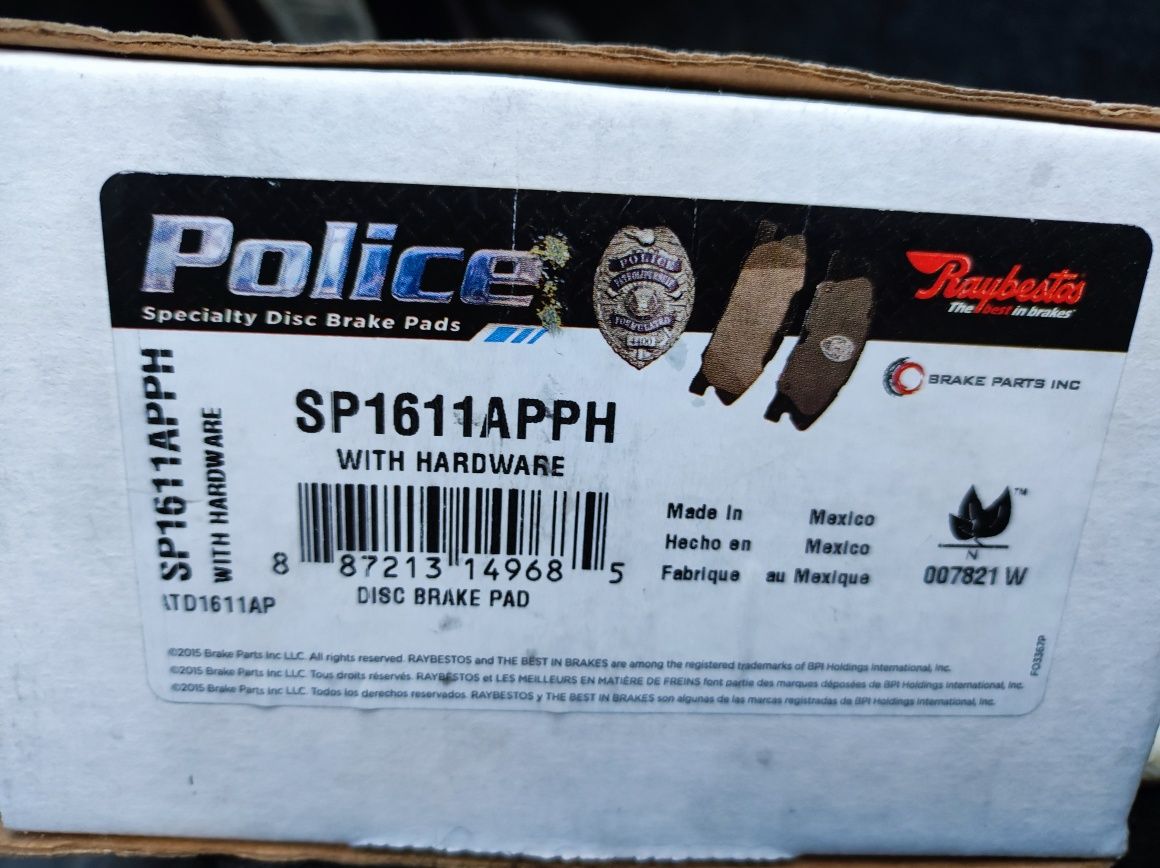 Police
Specialty Disc Brake Pads
POLICE
Raybestos
The best in brakes
BRAKE PARTS INC
SP1611APPH
WITH HARDWARE
SP1611APPH
WITH HARDWARE
8 87213 14968 5
ATD1611AP
DISC BRAKE PAD
Made In Mexico
Hecho en Mexico
Fabrique au Mexique
TM
N
007821 W
©2015 Brake Parts Inc LLC. All rights reserved. RAYBESTOS and THE BEST IN BRAKES are among the registered trademarks of BPI Holdings International, Inc.
©2015 Brake Parts Inc LLC. Tous droits réservés. RAYBESTOS et LES MEILLEURS EN MATIÈRE DE FREINS font partie des marques déposées de BPI Holdings International, Inc.
©2015 Brake Parts Inc LLC. Todos los derechos reservados. RAYBESTOS y THE BEST IN BRAKES son algunas de las marcas registradas de BPI Holdings International, Inc.